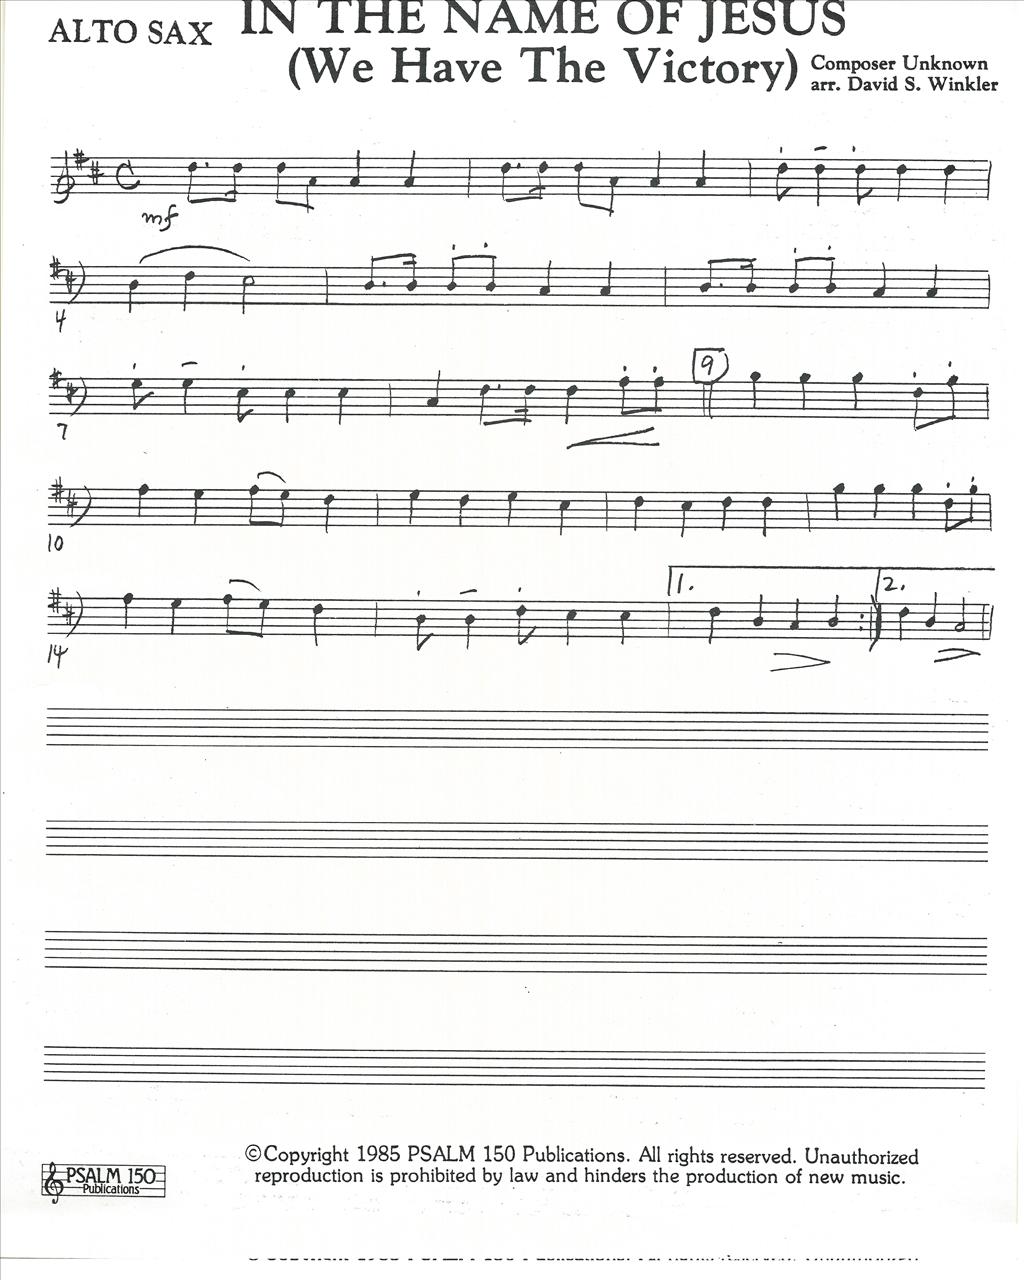 ALTO SAX
IN THE NAME OF JESUS
(We Have The Victory)
Composer Unknown
arr. David S. Winkler
mf
4
7
9
10
14
1.
2.
©Copyright 1985 PSALM 150 Publications. All rights reserved. Unauthorized
reproduction is prohibited by law and hinders the production of new music.
PSALM 150
Publications